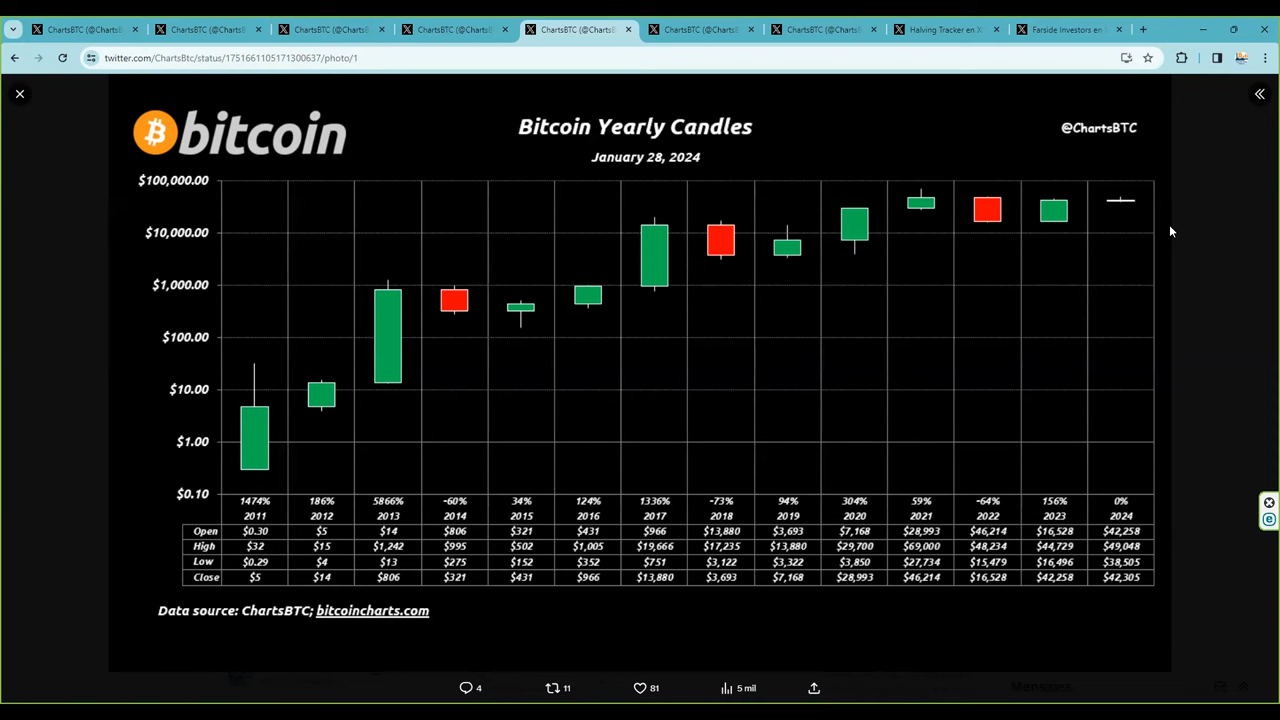 ChartsBTC (@Charts
ChartsBTC (@ChartsB
ChartsBTC (@ChartsB
ChartsBTC (@ChartsB
ChartsBTC (@ChartsB
ChartsBTC (@ChartsB
ChartsBTC (@ChartsB
Halving Tracker en X
Farside Investors en
twitter.com/ChartsBtc/status/1751661105171300637/photo/1
bitcoin
Bitcoin Yearly Candles
@ChartsBTC
January 28, 2024
$100,000.00
$10,000.00
$1,000.00
$100.00
$10.00
$1.00
$0.10
1474% 186% 5866% -60% 34% 124% 1336% -73% 94% 304% 59% -64% 156% 0%
2011 2012 2013 2014 2015 2016 2017 2018 2019 2020 2021 2022 2023 2024
Open $0.30 $5 $14 $806 $321 $431 $966 $13,880 $3,693 $7,168 $28,993 $46,214 $16,528 $42,258
High $32 $15 $1,242 $995 $502 $1,005 $19,666 $17,235 $13,880 $29,700 $69,000 $48,234 $44,729 $49,048
Low $0.29 $4 $13 $275 $152 $352 $751 $3,122 $3,322 $3,850 $27,734 $15,479 $16,496 $38,505
Close $5 $14 $806 $321 $431 $966 $13,880 $3,693 $7,168 $28,993 $46,214 $16,528 $42,258 $42,305
Data source: ChartsBTC; bitcoincharts.com
4
11
81
5 mil
Mensajes